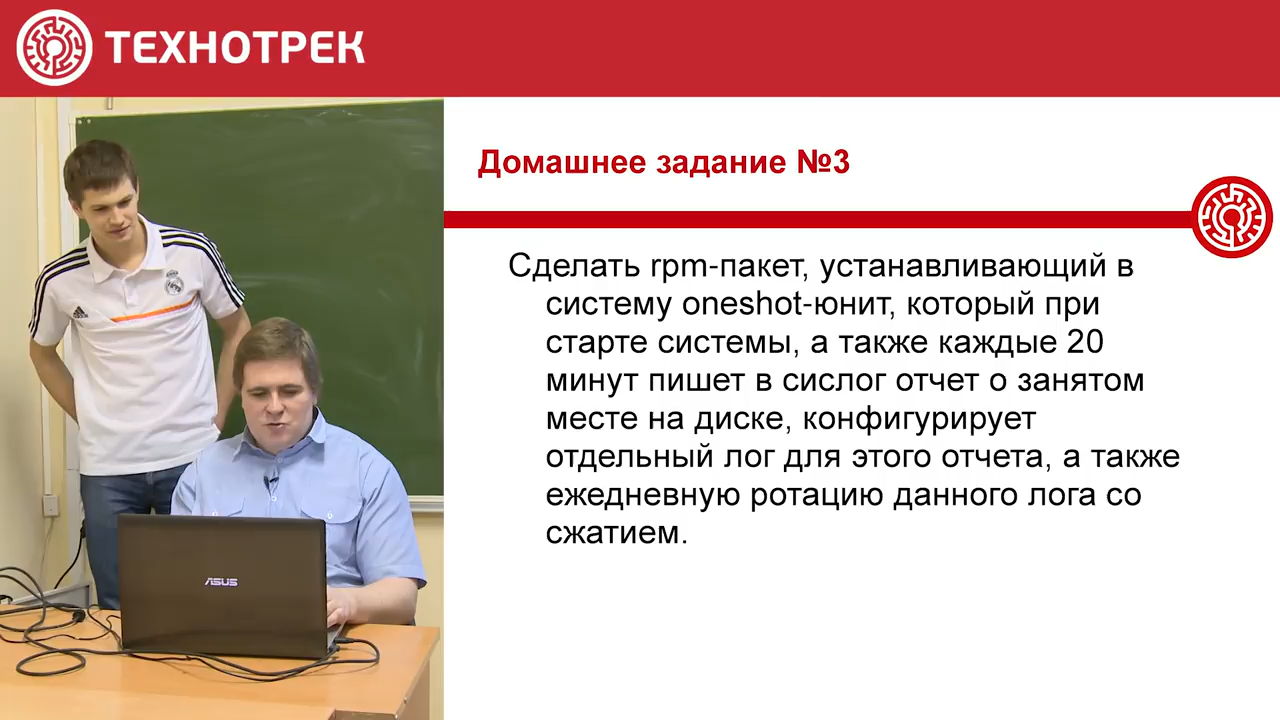 ТЕХНОТРЕК
Домашнее задание №3
Сделать rpm-пакет, устанавливающий в
систему oneshot-юнит, который при
старте системы, а также каждые 20
минут пишет в сислог отчет о занятом
месте на диске, конфигурирует
отдельный лог для этого отчета, а также
ежедневную ротацию данного лога со
сжатием.
ASUS